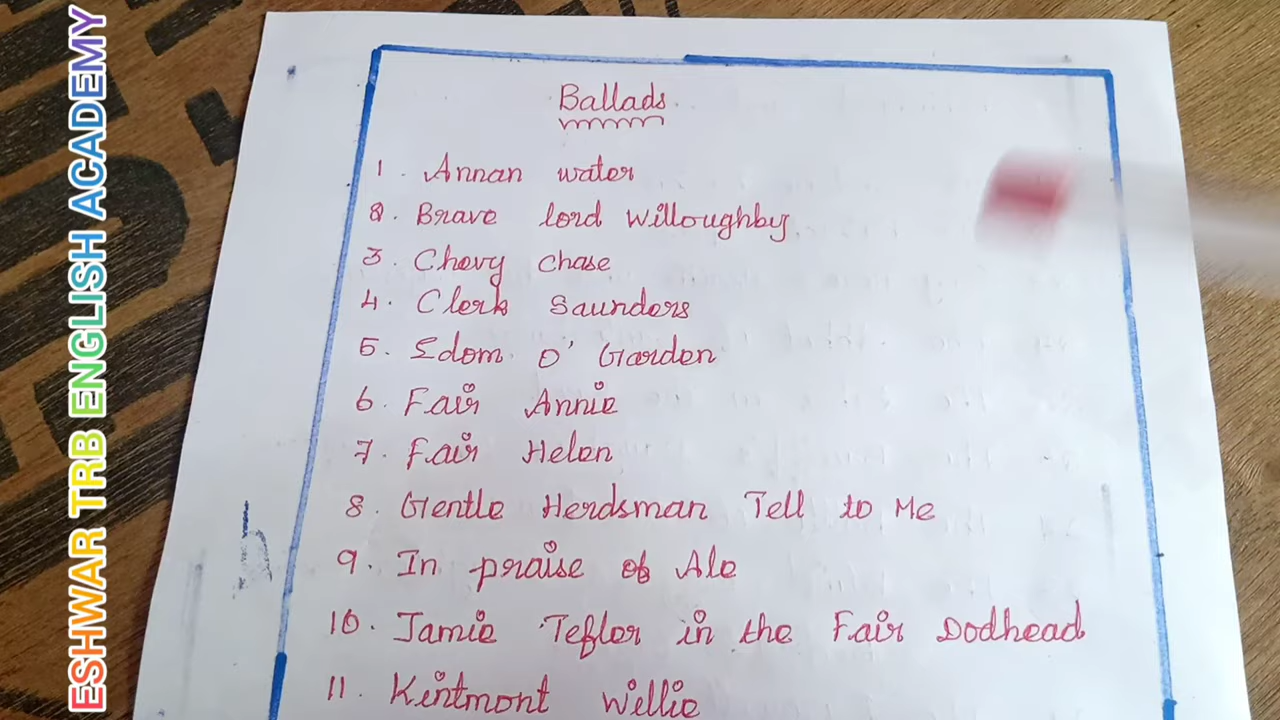 ESHWAR TRB ENGLISH ACADEMY
Ballads
1. Annan water
2. Brave lord Willoughby
3. Chevy chase
4. Clerk Saunders
5. Edom O' Garden
6. Fair Annie
7. Fair Helen
8. Gentle Herdsman Tell to Me
9. In praise of Ale
10. Jamie Tefler in the Fair Dodhead
11. Kintmont Willie